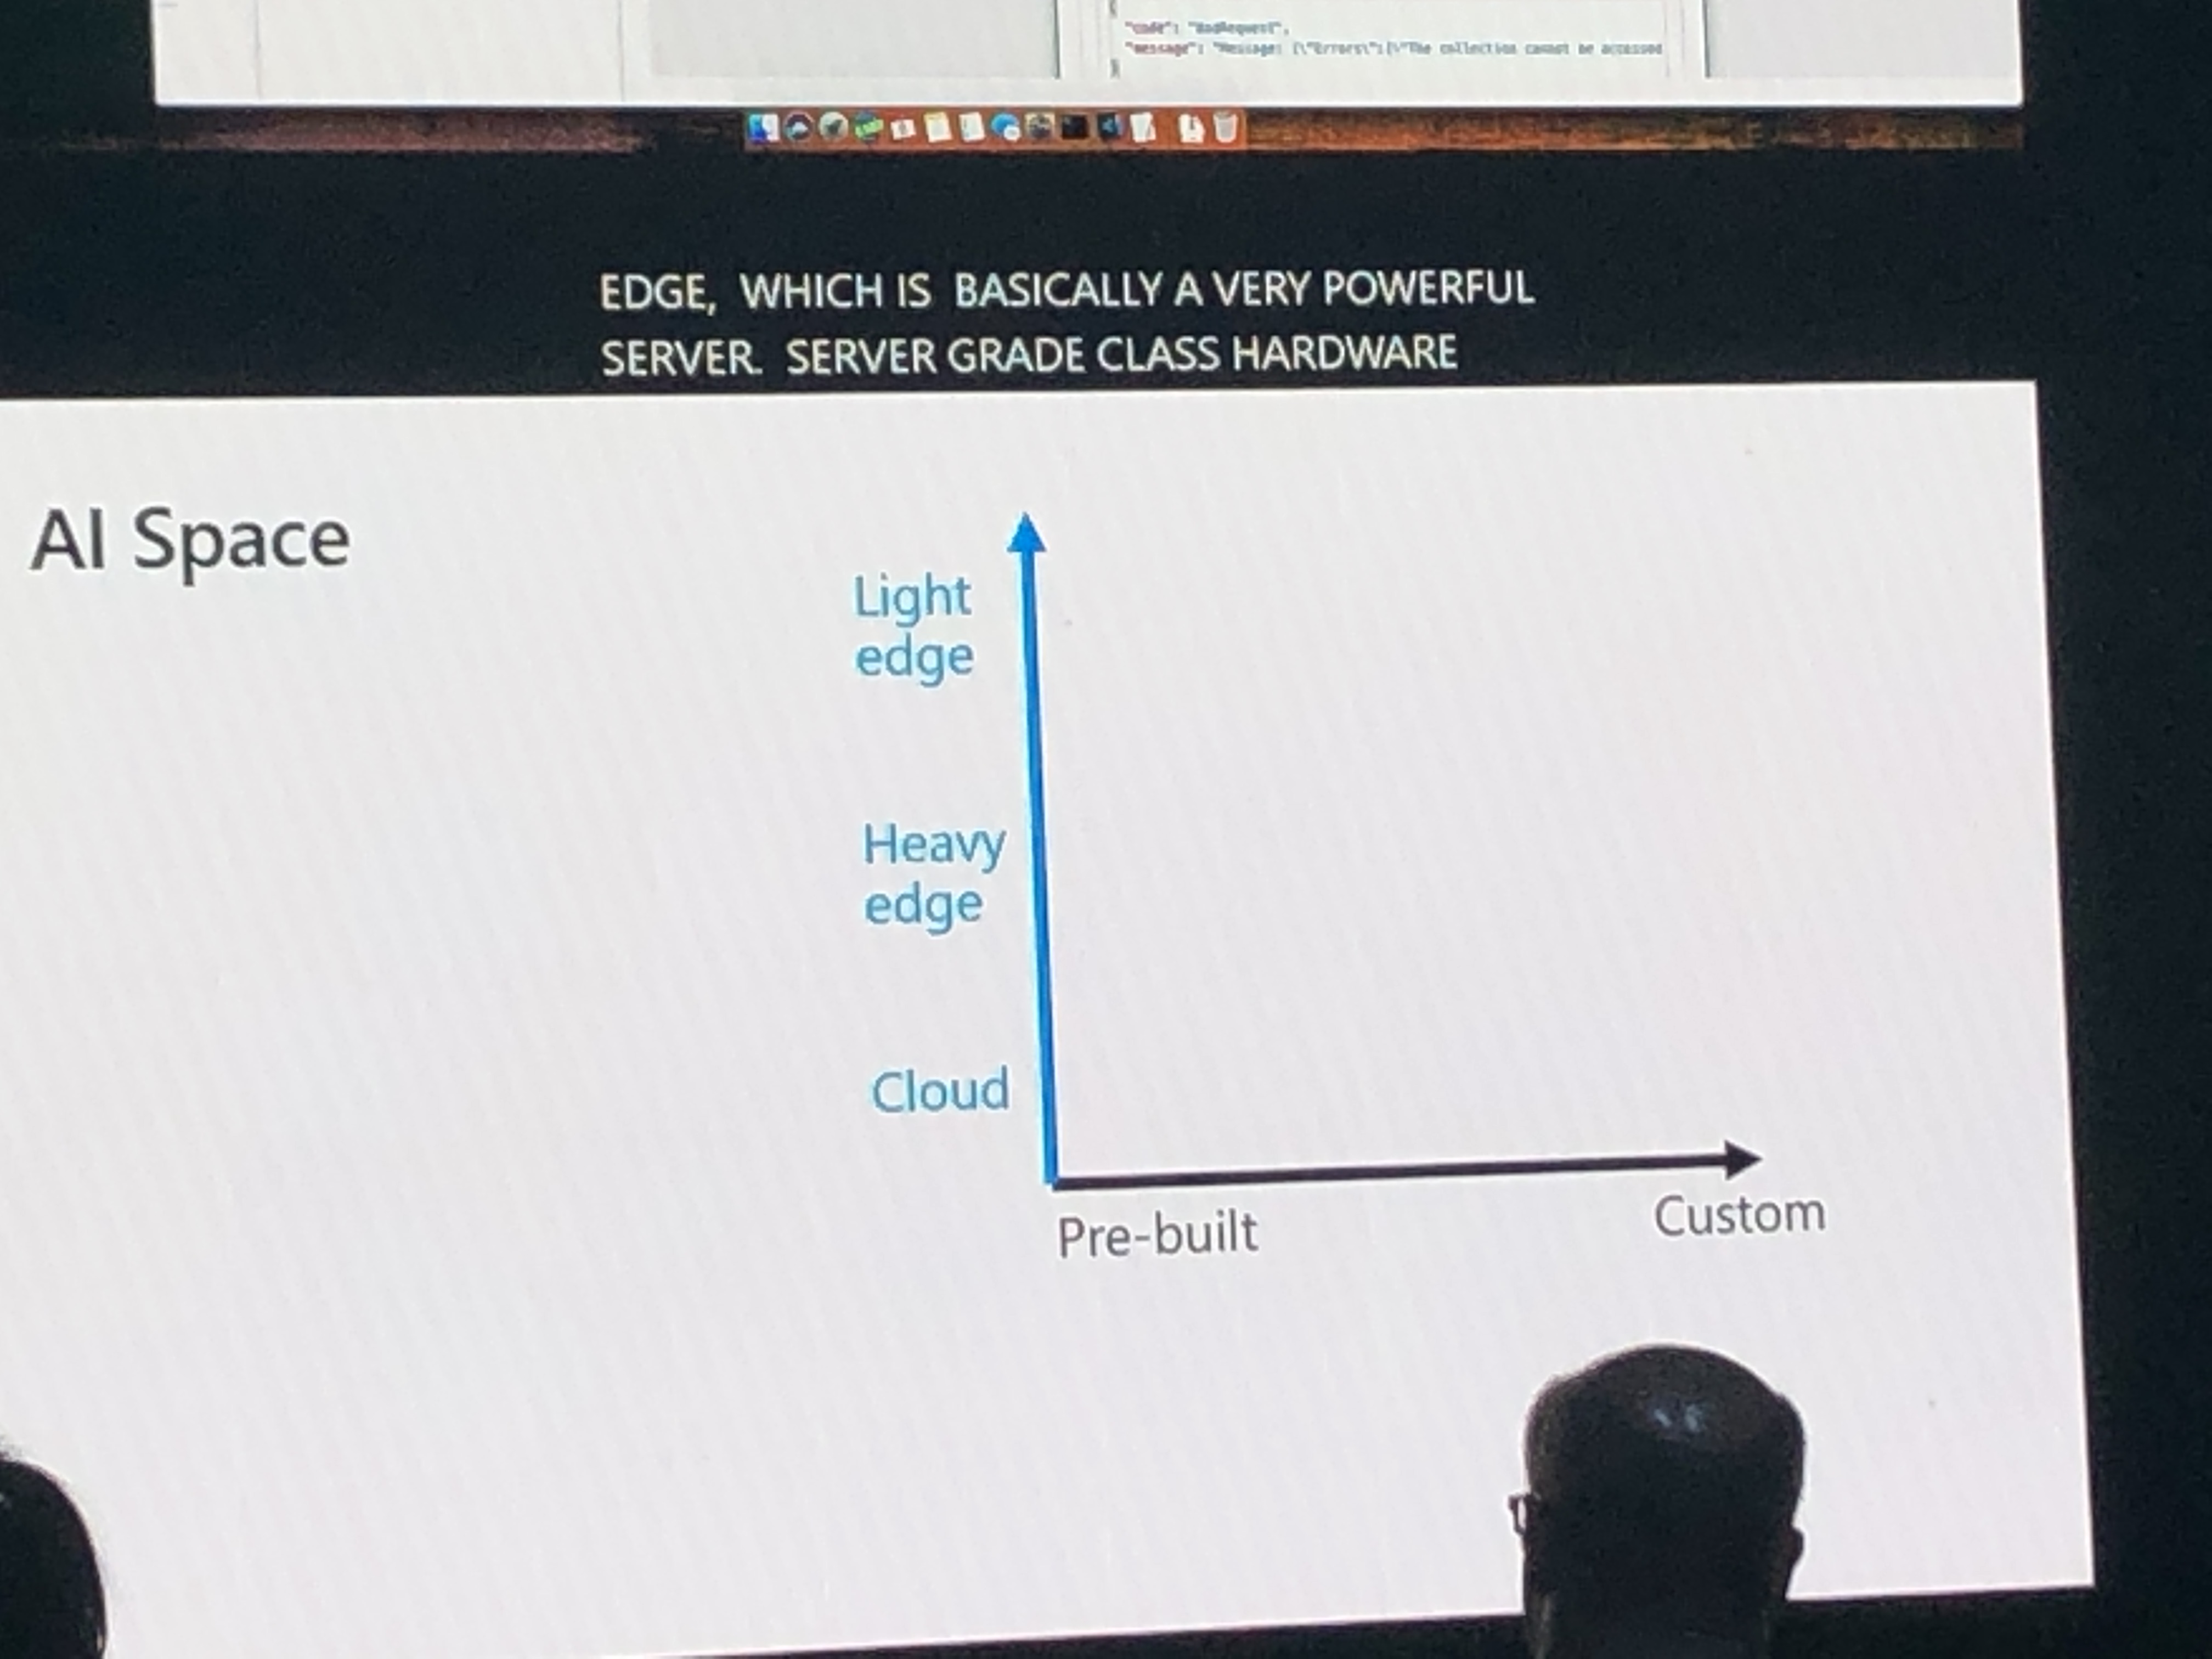 "code": "BadRequest",
"message": "Message: {\"Errors\":[\"The collection cannot be accessed
EDGE, WHICH IS BASICALLY A VERY POWERFUL
SERVER. SERVER GRADE CLASS HARDWARE
AI Space
Light
edge
Heavy
edge
Cloud
Pre-built
Custom